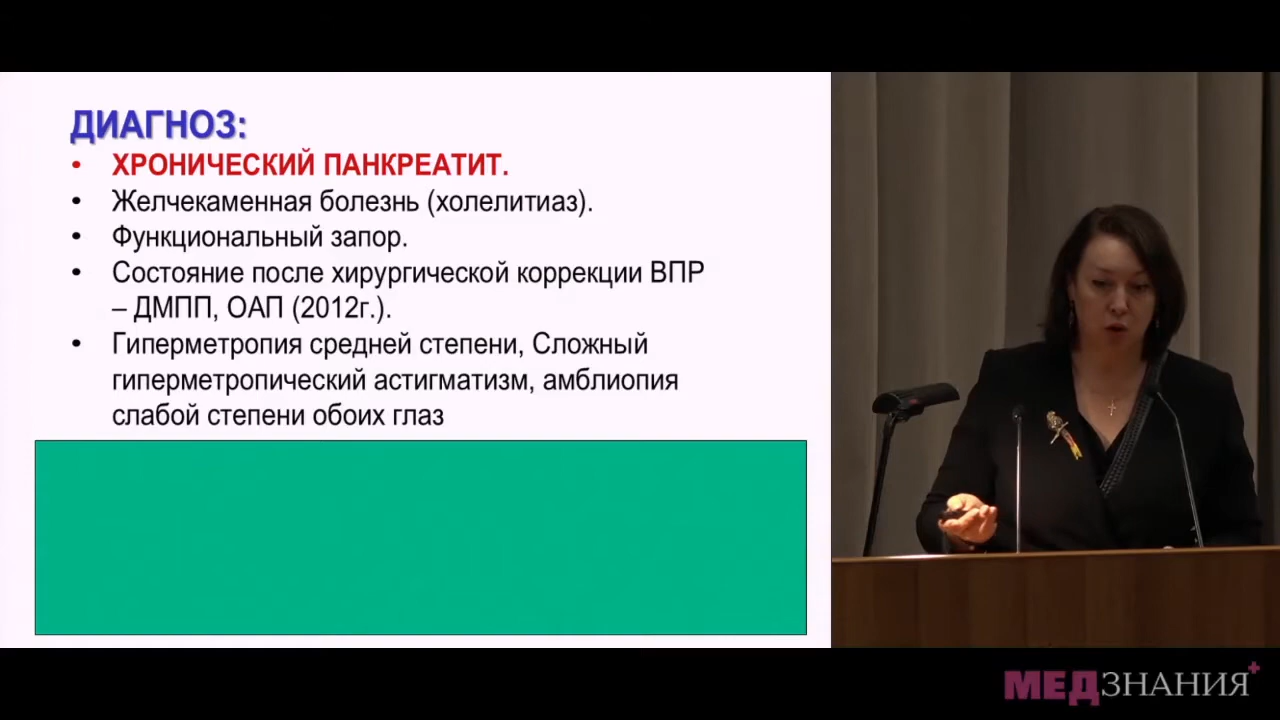 ДИАГНОЗ:
• ХРОНИЧЕСКИЙ ПАНКРЕАТИТ.
• Желчекаменная болезнь (холелитиаз).
• Функциональный запор.
• Состояние после хирургической коррекции ВПР
– ДМПП, ОАП (2012г.).
• Гиперметропия средней степени, Сложный
гиперметропический астигматизм, амблиопия
слабой степени обоих глаз
МЕДЗНАНИЯ+